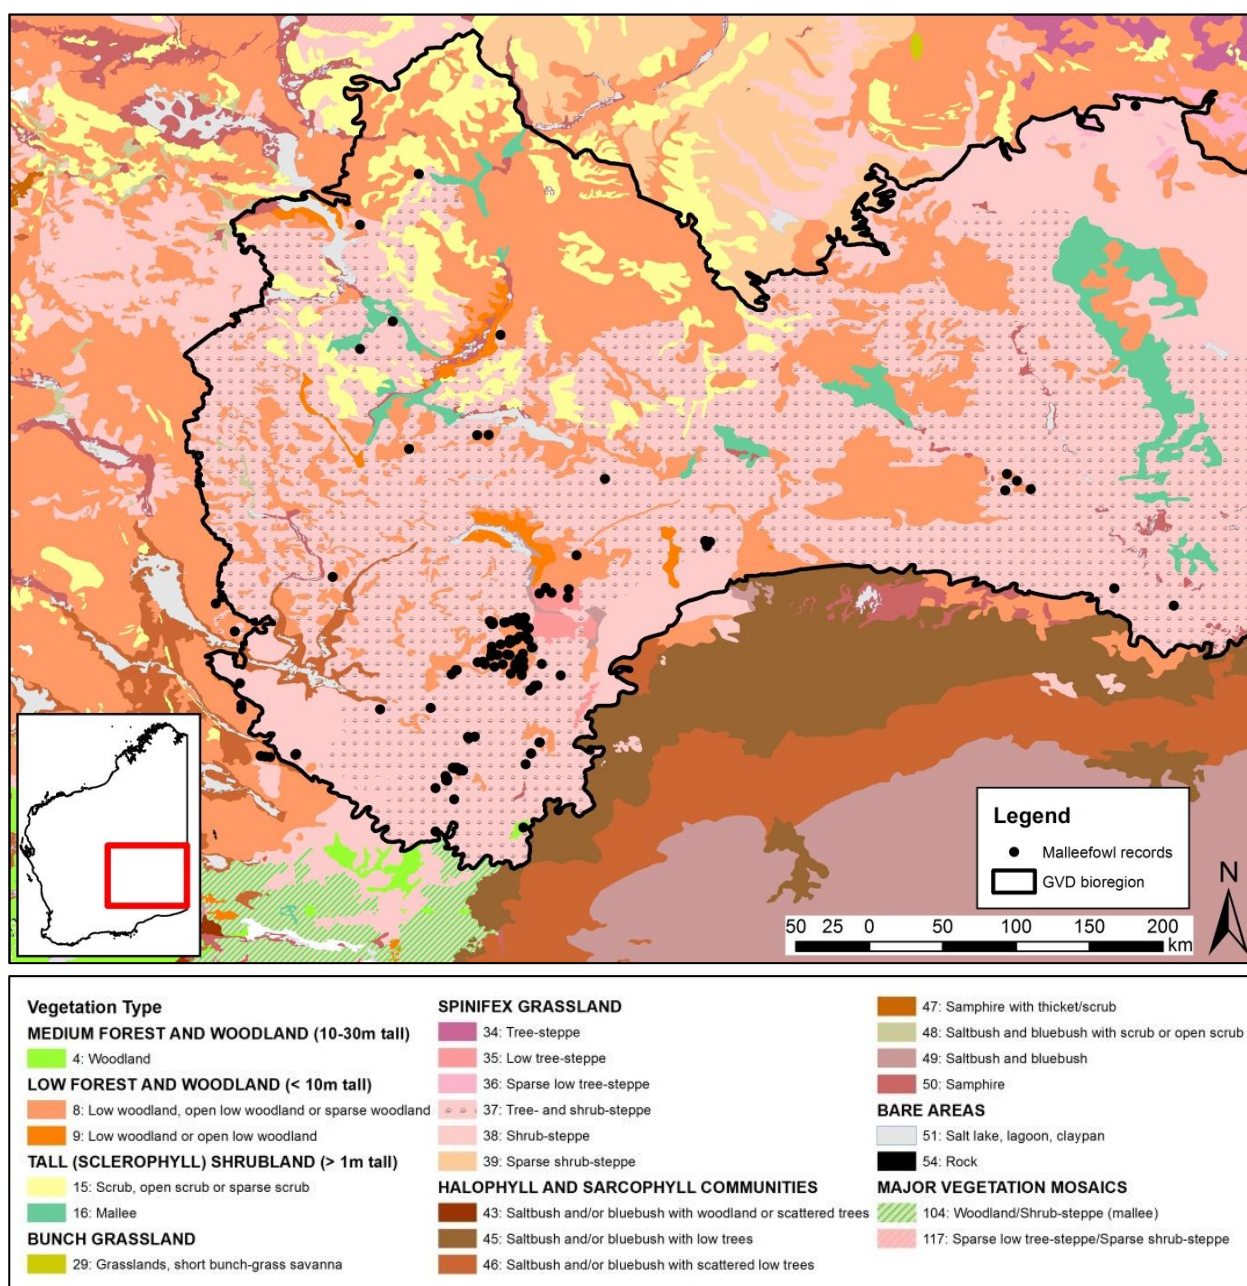 Legend
Malleefowl records
GVD bioregion
N
50 25 0 50 100 150 200
km
Vegetation Type
MEDIUM FOREST AND WOODLAND (10-30m tall)
4: Woodland
LOW FOREST AND WOODLAND (< 10m tall)
8: Low woodland, open low woodland or sparse woodland
9: Low woodland or open low woodland
TALL (SCLEROPHYLL) SHRUBLAND (> 1m tall)
15: Scrub, open scrub or sparse scrub
16: Mallee
BUNCH GRASSLAND
29: Grasslands, short bunch-grass savanna
SPINIFEX GRASSLAND
34: Tree-steppe
35: Low tree-steppe
36: Sparse low tree-steppe
37: Tree- and shrub-steppe
38: Shrub-steppe
39: Sparse shrub-steppe
HALOPHYLL AND SARCOPHYLL COMMUNITIES
43: Saltbush and/or bluebush with woodland or scattered trees
45: Saltbush and/or bluebush with low trees
46: Saltbush and/or bluebush with scattered low trees
47: Samphire with thicket/scrub
48: Saltbush and bluebush with scrub or open scrub
49: Saltbush and bluebush
50: Samphire
BARE AREAS
51: Salt lake, lagoon, claypan
54: Rock
MAJOR VEGETATION MOSAICS
104: Woodland/Shrub-steppe (mallee)
117: Sparse low tree-steppe/Sparse shrub-steppe